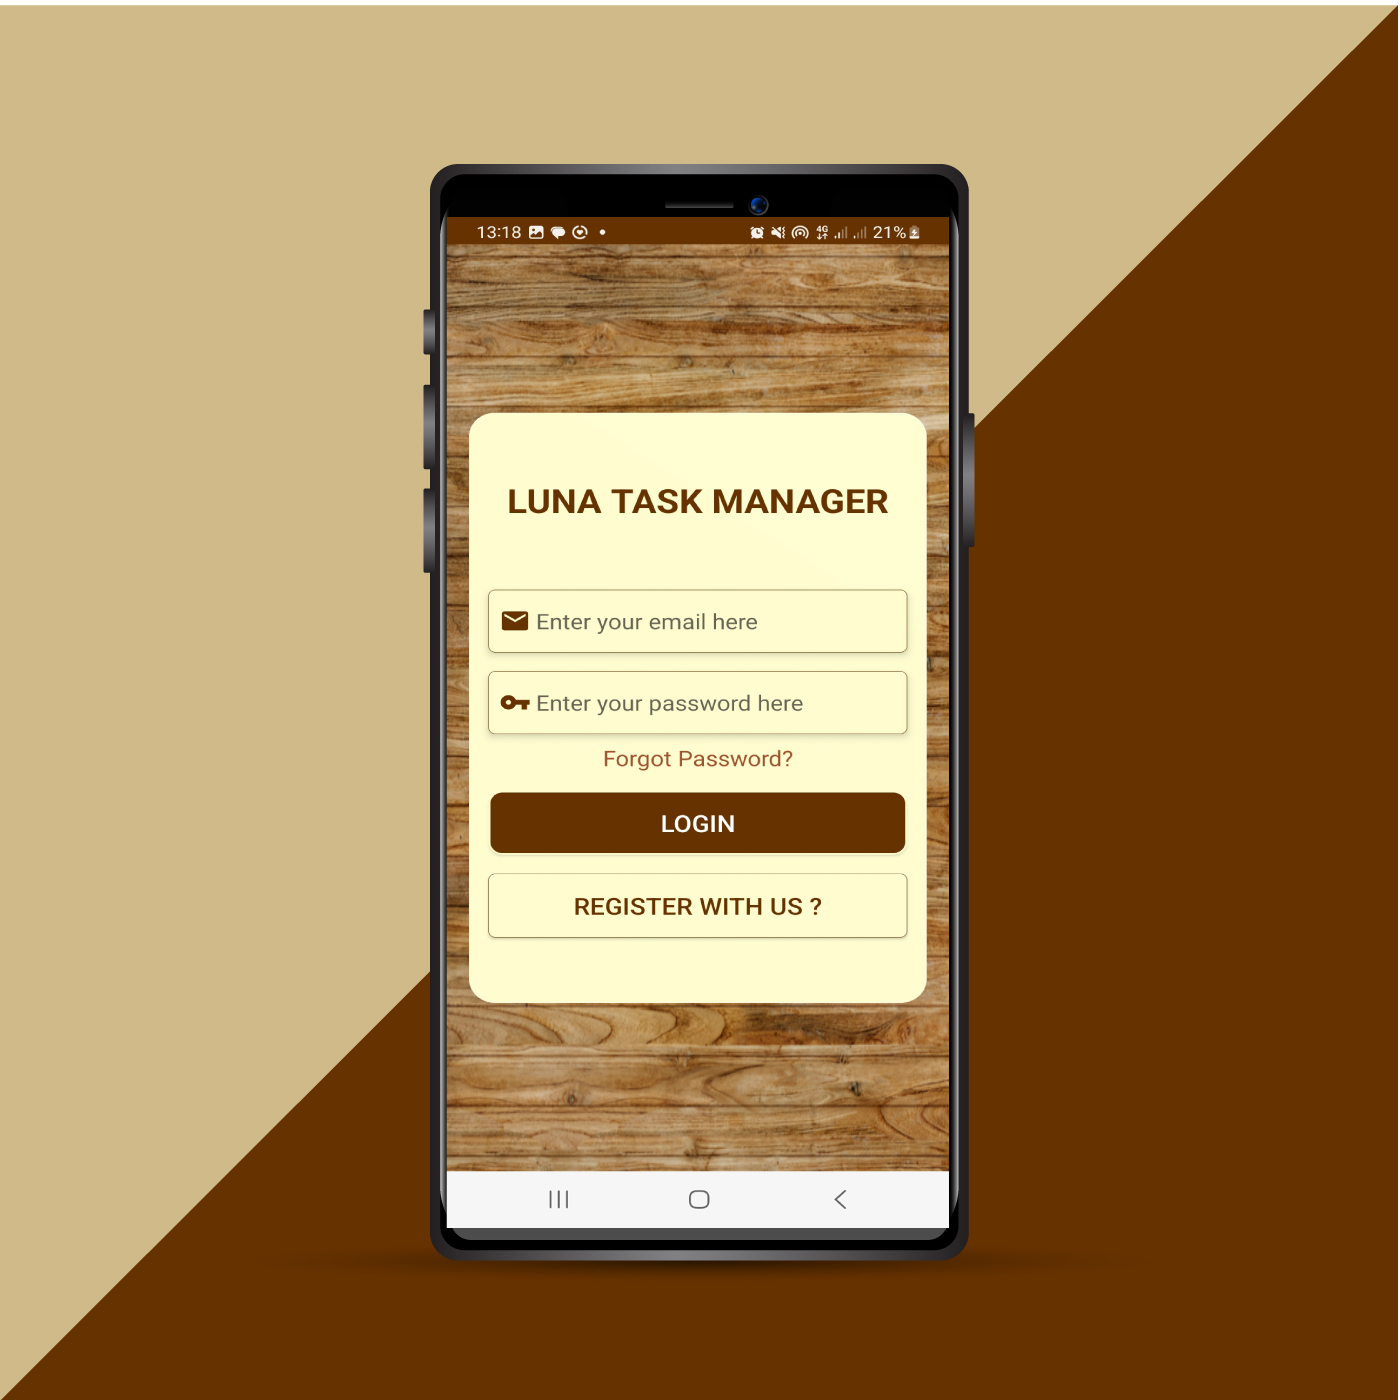 13:18 4G 21%
LUNA TASK MANAGER
Enter your email here
Enter your password here
Forgot Password?
LOGIN
REGISTER WITH US ?